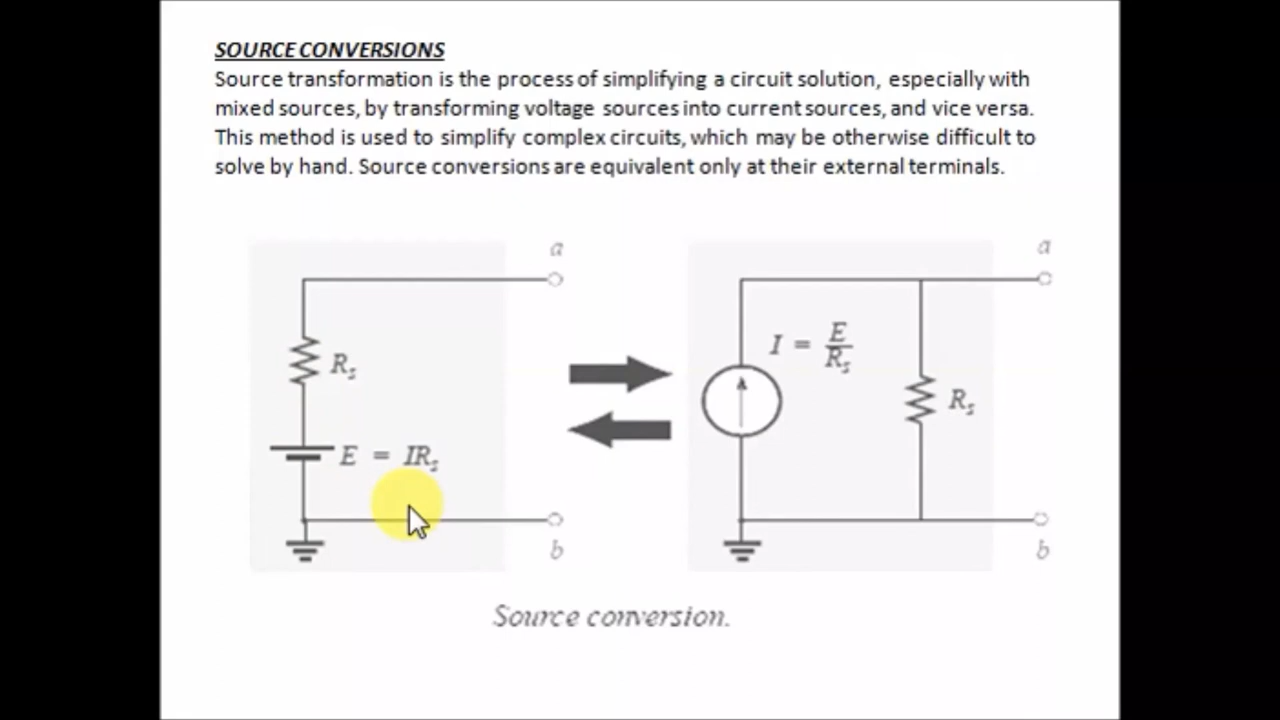 SOURCE CONVERSIONS
Source transformation is the process of simplifying a circuit solution, especially with
mixed sources, by transforming voltage sources into current sources, and vice versa.
This method is used to simplify complex circuits, which may be otherwise difficult to
solve by hand. Source conversions are equivalent only at their external terminals.
a
a
I = E/Rs
Rs
Rs
E = IRs
b
b
Source conversion.